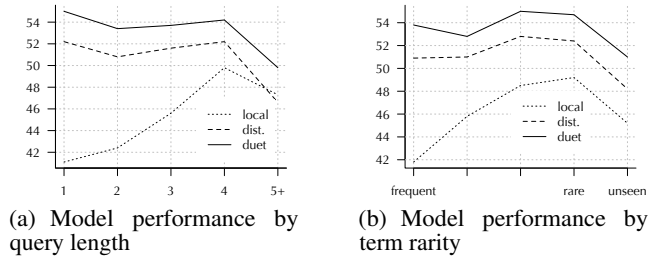 54
52
50
48
46
44
42
local
dist.
duet
1 2 3 4 5+
(a) Model performance by
query length
54
52
50
48
46
44
42
local
dist.
duet
frequent rare unseen
(b) Model performance by
term rarity